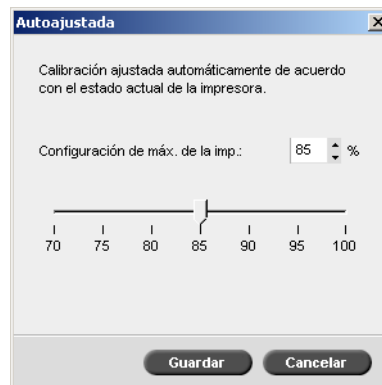 Autoajustada
Calibración ajustada automáticamente de acuerdo
con el estado actual de la impresora.
Configuración de máx. de la imp.: 85 %
70 75 80 85 90 95 100
Guardar Cancelar